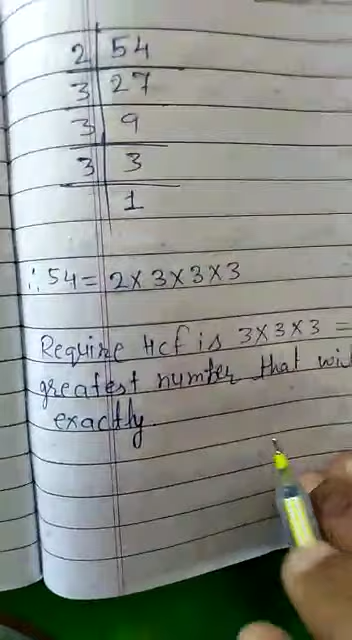 2 54
3 27
3 9
3 3
1
∴ 54 = 2×3×3×3
Require Hcf is 3×3×3 =
greatest number that
exactly.